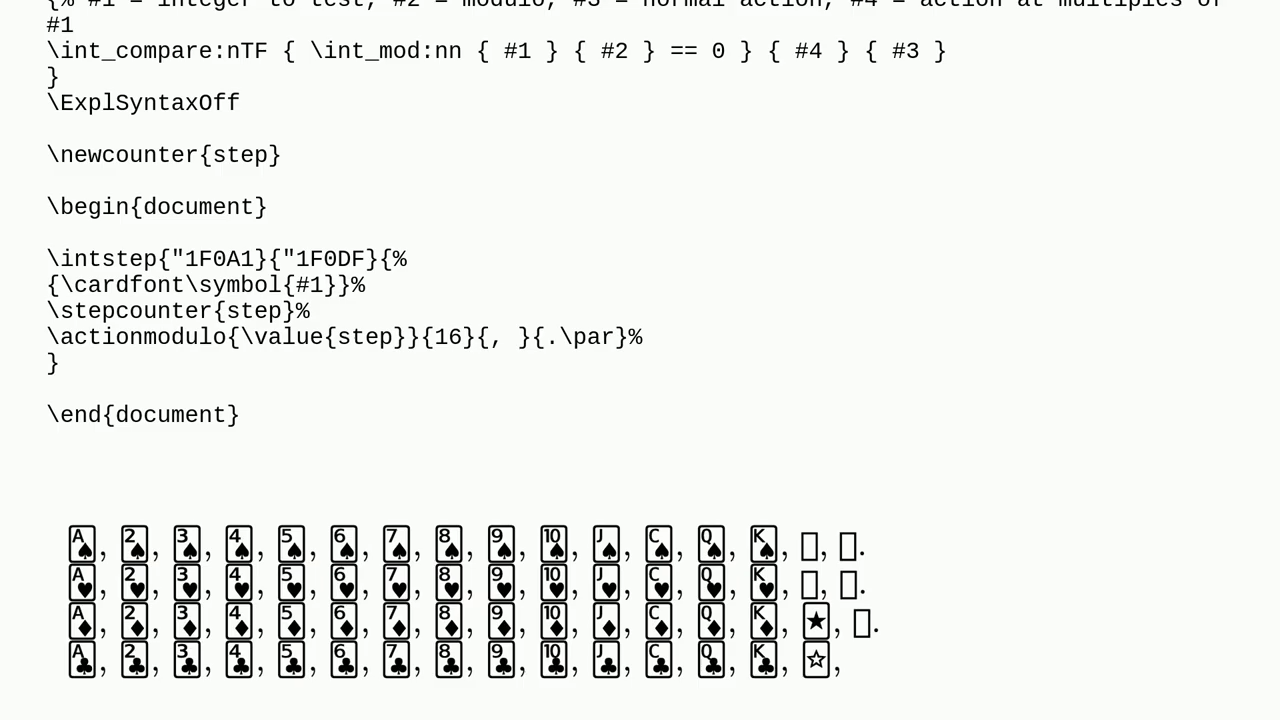 {% #1 = integer to test, #2 = modulo, #3 = normal action, #4 = action at multiples of
#1
\int_compare:nTF { \int_mod:nn { #1 } { #2 } == 0 } { #4 } { #3 }
}
\ExplSyntaxOff
\newcounter{step}
\begin{document}
\intstep{"1F0A1}{"1F0DF}{%
{\cardfont\symbol{#1}}%
\stepcounter{step}%
\actionmodulo{\value{step}}{16}{, }{.\par}%
}
\end{document}
🂡, 🂢, 🂣, 🂤, 🂥, 🂦, 🂧, 🂨, 🂩, 🂪, 🂫, 🂬, 🂭, 🂮, ▯, ▯.
🂱, 🂲, 🂳, 🂴, 🂵, 🂶, 🂷, 🂸, 🂹, 🂺, 🂻, 🂼, 🂽, 🂾, ▯, ▯.
🃁, 🃂, 🃃, 🃄, 🃅, 🃆, 🃇, 🃈, 🃉, 🃊, 🃋, 🃌, 🃍, 🃎, 🃏, ▯.
🃑, 🃒, 🃓, 🃔, 🃕, 🃖, 🃗, 🃘, 🃙, 🃚, 🃛, 🃜, 🃝, 🃞, 🃟,